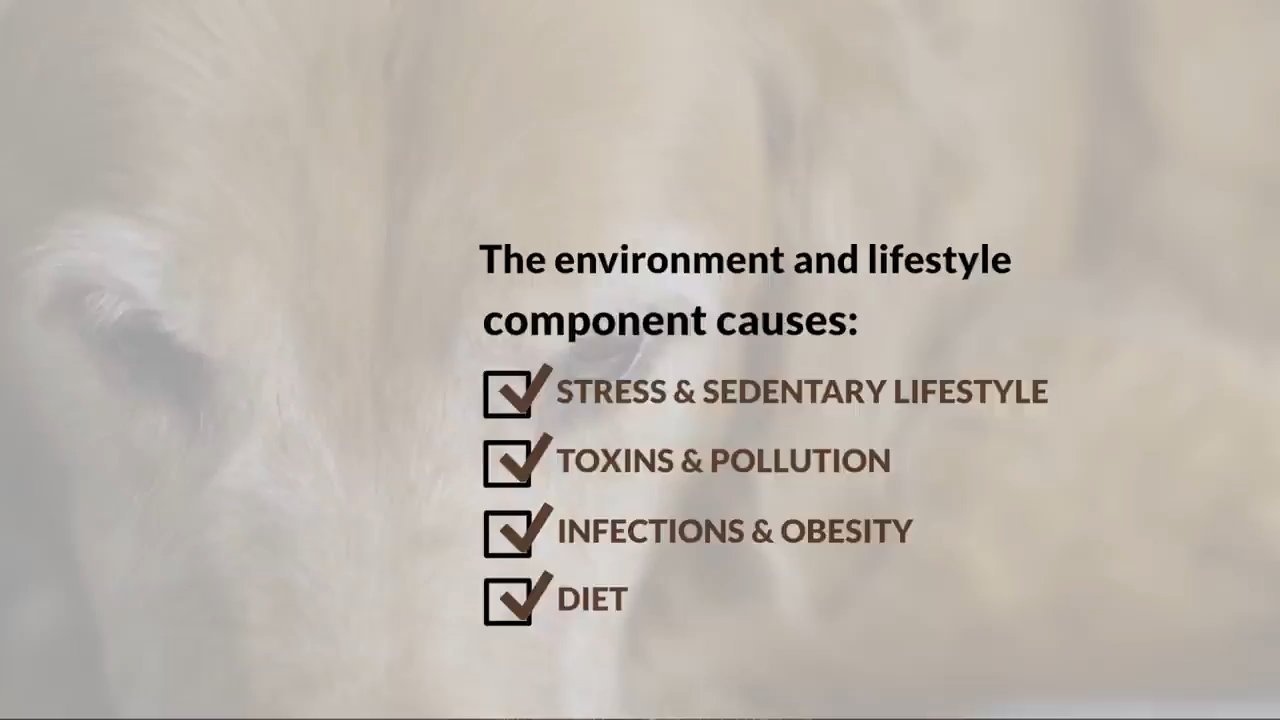 The environment and lifestyle
component causes:
STRESS & SEDENTARY LIFESTYLE
TOXINS & POLLUTION
INFECTIONS & OBESITY
DIET